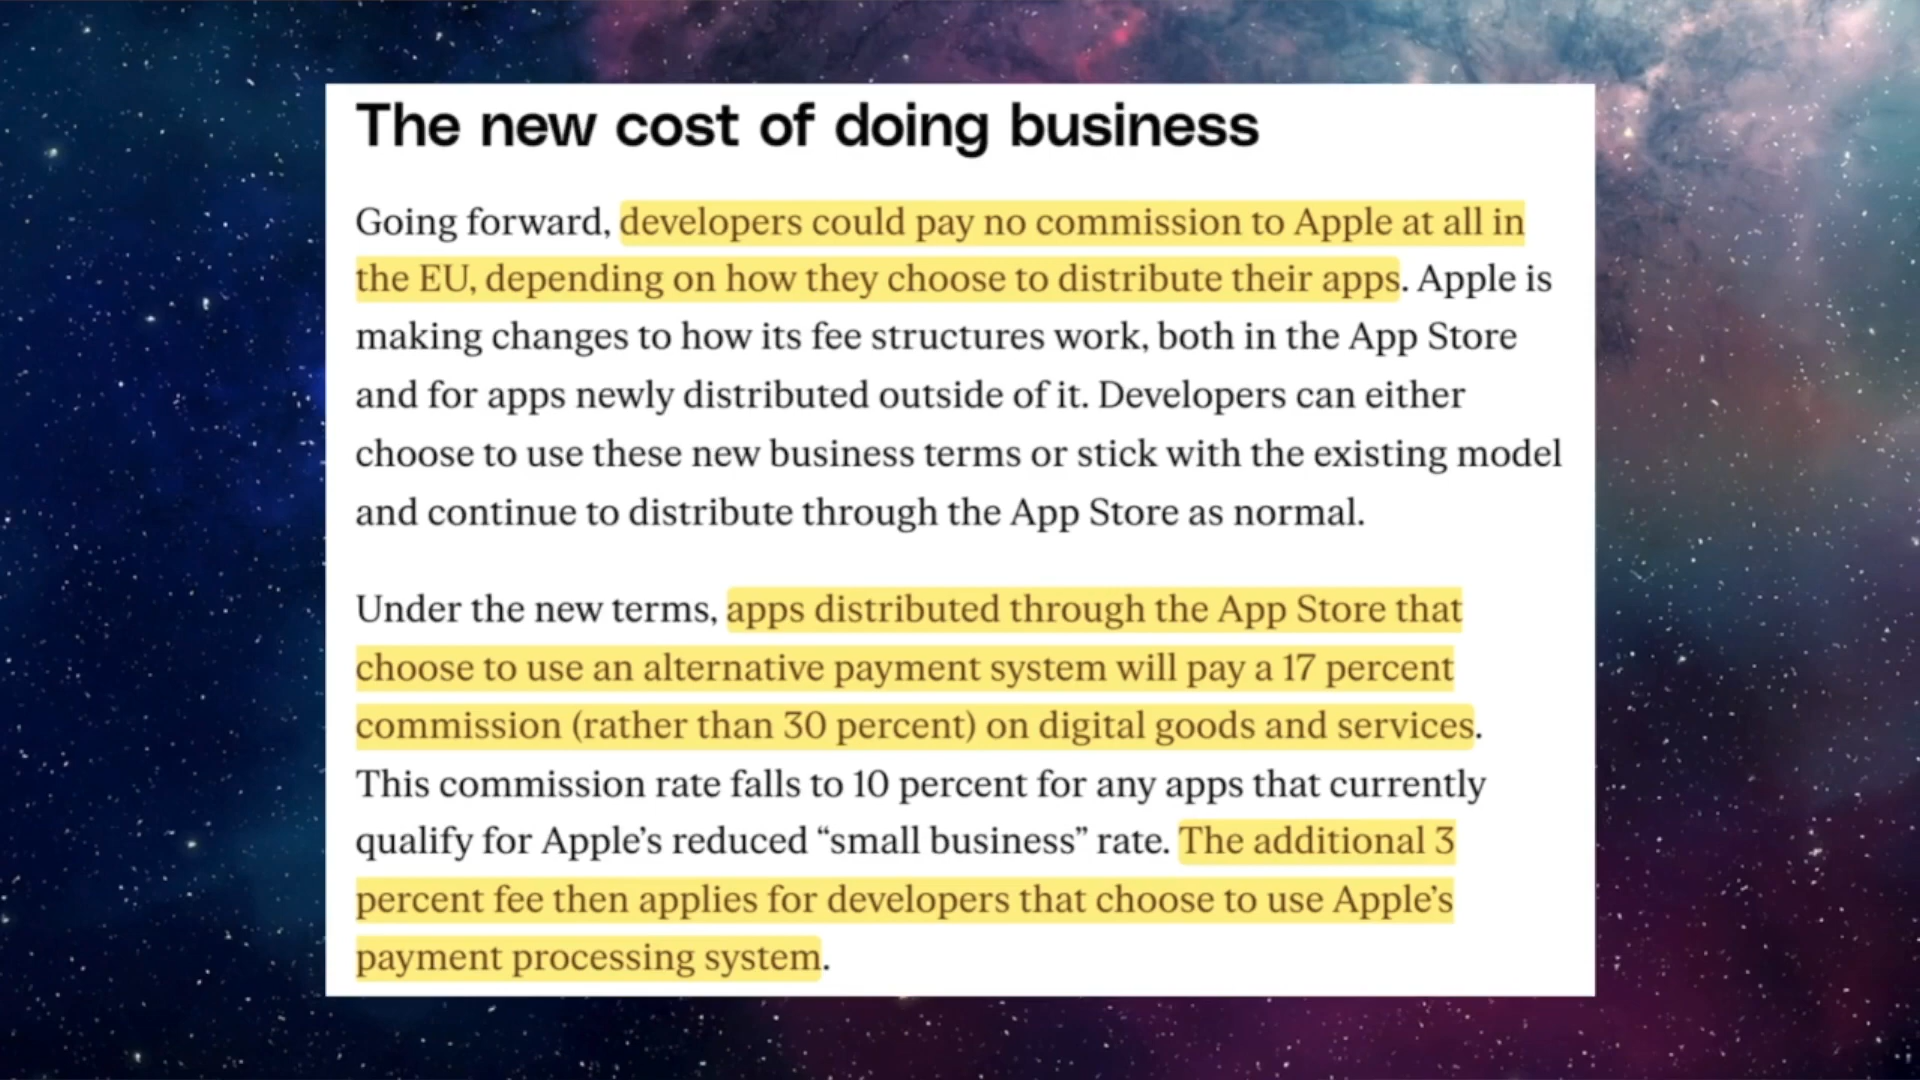 The new cost of doing business
Going forward, developers could pay no commission to Apple at all in
the EU, depending on how they choose to distribute their apps. Apple is
making changes to how its fee structures work, both in the App Store
and for apps newly distributed outside of it. Developers can either
choose to use these new business terms or stick with the existing model
and continue to distribute through the App Store as normal.
Under the new terms, apps distributed through the App Store that
choose to use an alternative payment system will pay a 17 percent
commission (rather than 30 percent) on digital goods and services.
This commission rate falls to 10 percent for any apps that currently
qualify for Apple’s reduced “small business” rate. The additional 3
percent fee then applies for developers that choose to use Apple’s
payment processing system.